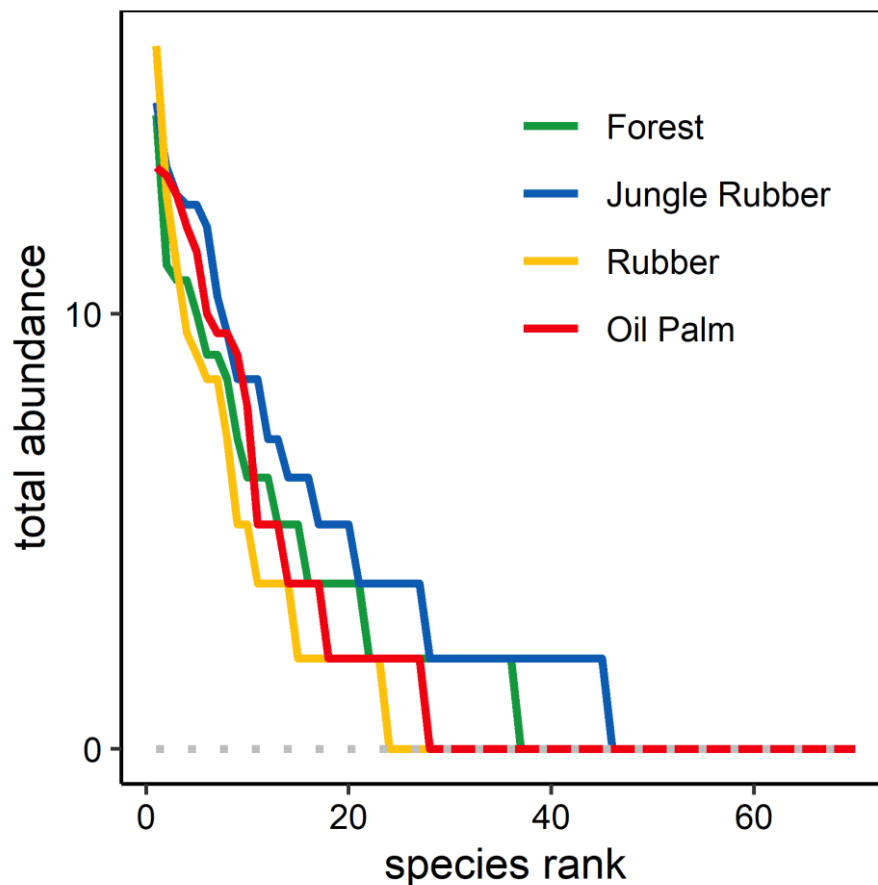 Forest
Jungle Rubber
Rubber
Oil Palm
total abundance
10
0
0 20 40 60
species rank